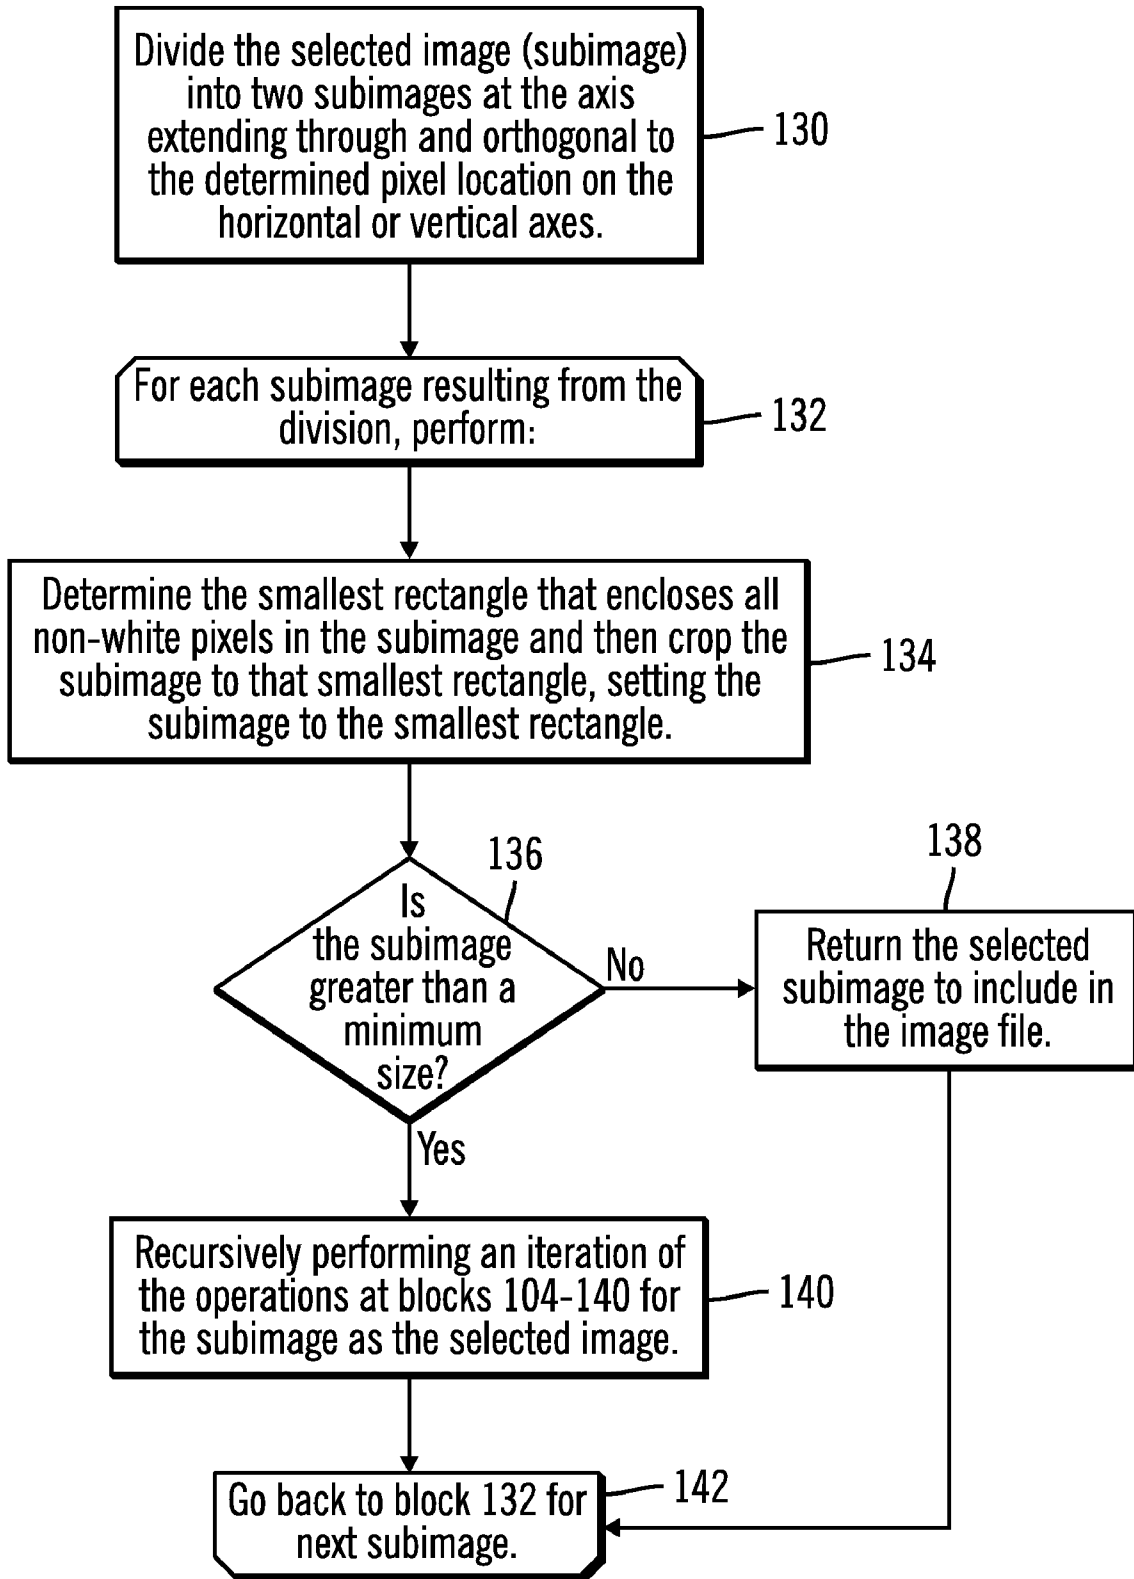 Divide the selected image (subimage)
into two subimages at the axis
extending through and orthogonal to
the determined pixel location on the
horizontal or vertical axes.
130
For each subimage resulting from the
division, perform:
132
Determine the smallest rectangle that encloses all
non-white pixels in the subimage and then crop the
subimage to that smallest rectangle, setting the
subimage to the smallest rectangle.
134
136
Is
the subimage
greater than a
minimum
size?
No
138
Return the selected
subimage to include in
the image file.
Yes
Recursively performing an iteration of
the operations at blocks 104-140 for
the subimage as the selected image.
140
Go back to block 132 for
next subimage.
142